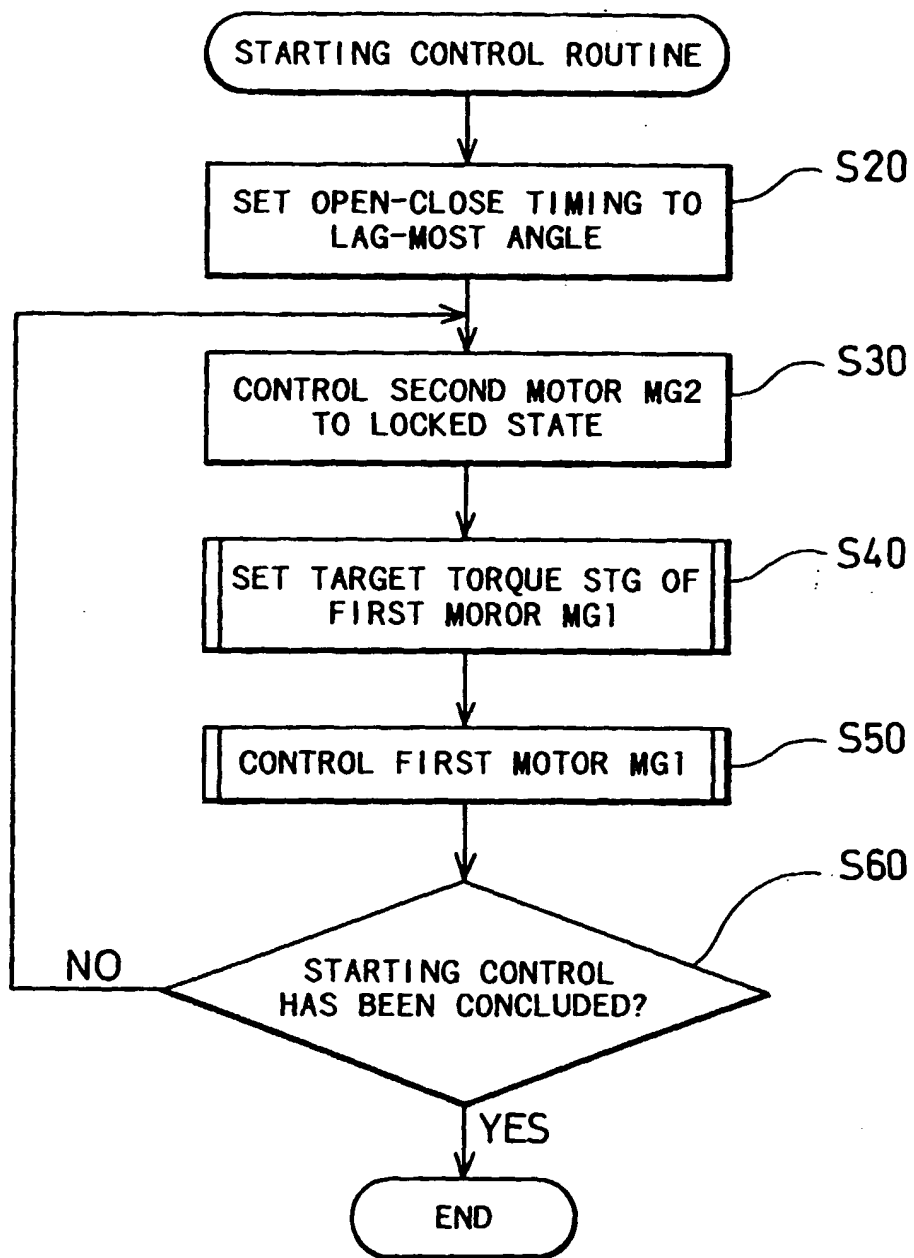 STARTING CONTROL ROUTINE
S20
SET OPEN-CLOSE TIMING TO
LAG-MOST ANGLE
S30
CONTROL SECOND MOTOR MG2
TO LOCKED STATE
S40
SET TARGET TORQUE STG OF
FIRST MOROR MG1
S50
CONTROL FIRST MOTOR MG1
S60
STARTING CONTROL
HAS BEEN CONCLUDED?
NO
YES
END